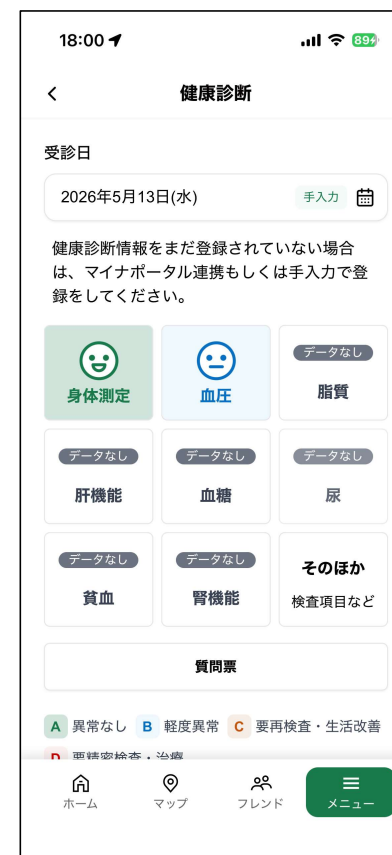 18:00
89
健康診断
受診日
2026年5月13日(水)
手入力
健康診断情報をまだ登録されていない場合
は、マイナポータル連携もしくは手入力で登
録をしてください。
身体測定
血圧
データなし
脂質
データなし
肝機能
データなし
血糖
データなし
尿
データなし
貧血
データなし
腎機能
そのほか
検査項目など
質問票
A 異常なし B 軽度異常 C 要再検査・生活改善
D 要精密検査・治療
ホーム
マップ
フレンド
メニュー